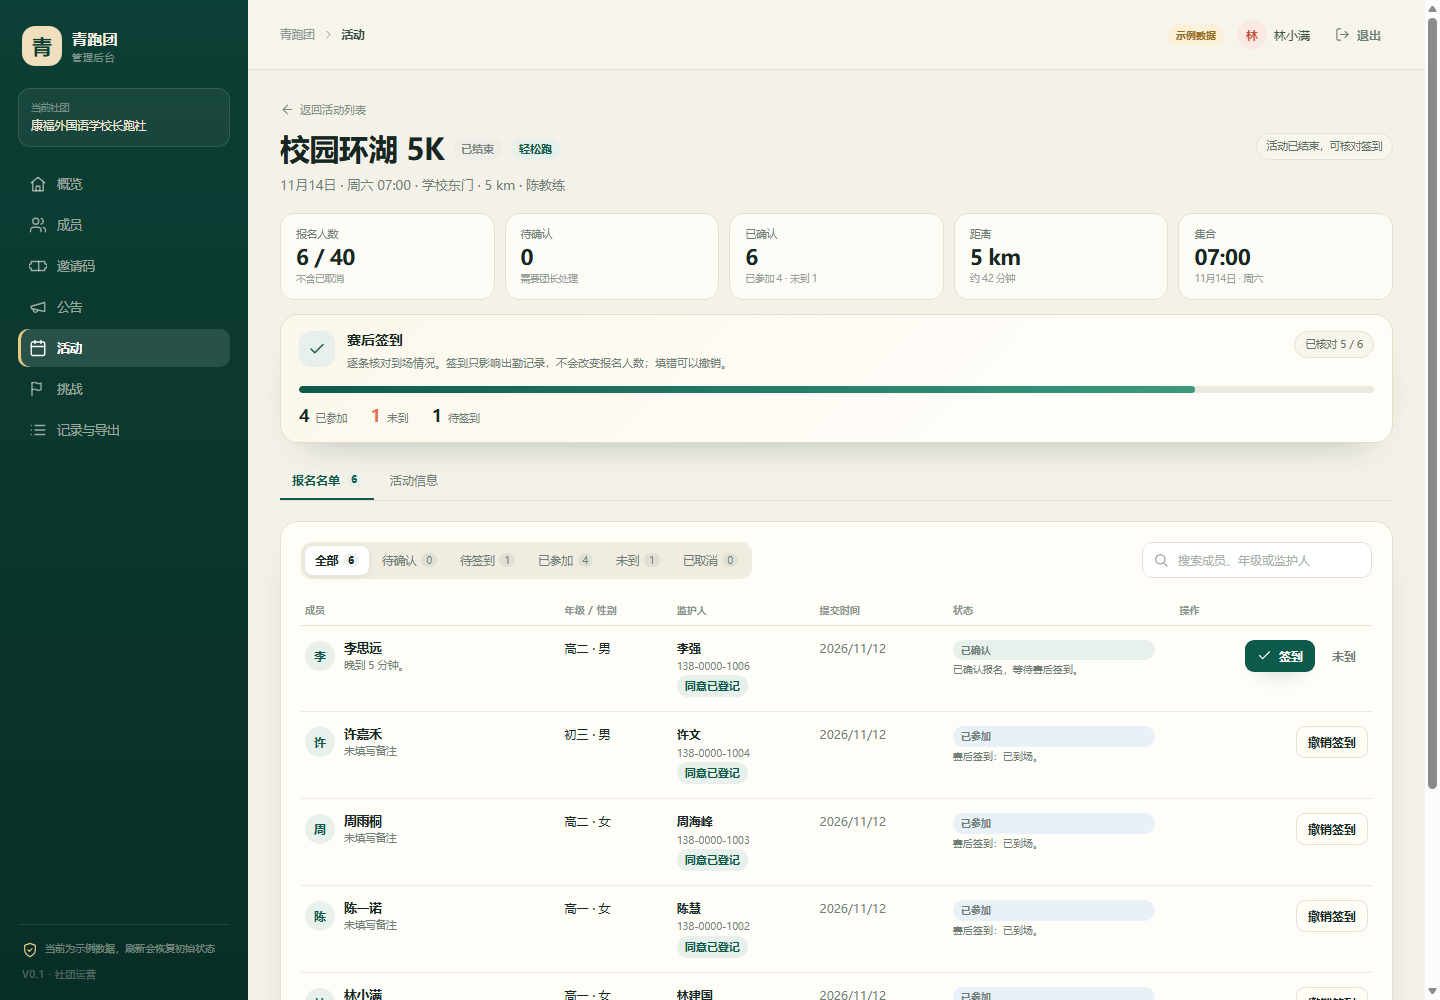 青
青跑团
管理后台
当前社团
康福外国语学校长跑社
概览
成员
邀请码
公告
活动
挑战
记录与导出
当前为示例数据，刷新会恢复初始状态
V0.1 · 社团运营
青跑团 > 活动
示例数据
林 林小满
退出
← 返回活动列表
校园环湖 5K 已结束 轻松跑
活动已结束，可核对签到
11月14日 · 周六 07:00 · 学校东门 · 5 km · 陈教练
报名人数
6 / 40
不含已取消
待确认
0
需要团长处理
已确认
6
已参加 4 · 未到 1
距离
5 km
约 42 分钟
集合
07:00
11月14日 · 周六
赛后签到
逐条核对到场情况。签到只影响出勤记录，不会改变报名人数；填错可以撤销。
已核对 5 / 6
4 已参加 1 未到 1 待签到
报名名单 6 活动信息
全部 6 待确认 0 待签到 1 已参加 4 未到 1 已取消 0
搜索成员、年级或监护人
成员 年级 / 性别 监护人 提交时间 状态 操作
李 李思远 高二 · 男 李强 2026/11/12 已确认 签到 未到
晚到 5 分钟。 138-0000-1006 已确认报名，等待赛后签到。
同意已登记
许 许嘉禾 初三 · 男 许文 2026/11/12 已参加 撤销签到
未填写备注 138-0000-1004 赛后签到：已到场。
同意已登记
周 周雨桐 高二 · 女 周海峰 2026/11/12 已参加 撤销签到
未填写备注 138-0000-1003 赛后签到：已到场。
同意已登记
陈 陈一诺 高一 · 女 陈慧 2026/11/12 已参加 撤销签到
未填写备注 138-0000-1002 赛后签到：已到场。
同意已登记
林小满 高一 · 女 林建国 2026/11/12 已参加 撤销签到